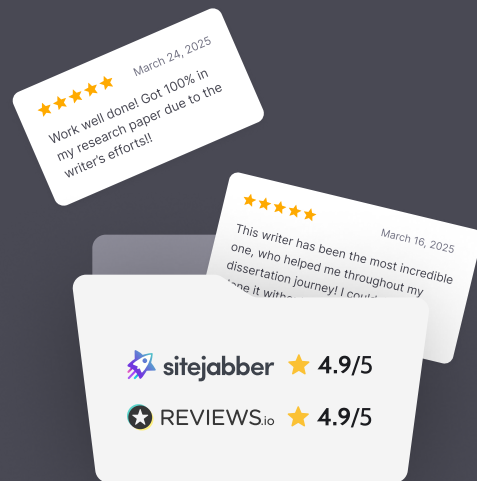 March 24, 2025
Work well done! Got 100% in
my research paper due to the
writer's efforts!!
March 16, 2025
This writer has been the most incredible
one, who helped me throughout my
dissertation journey! I
it
sitejabber 4.9/5
REVIEWS.io 4.9/5